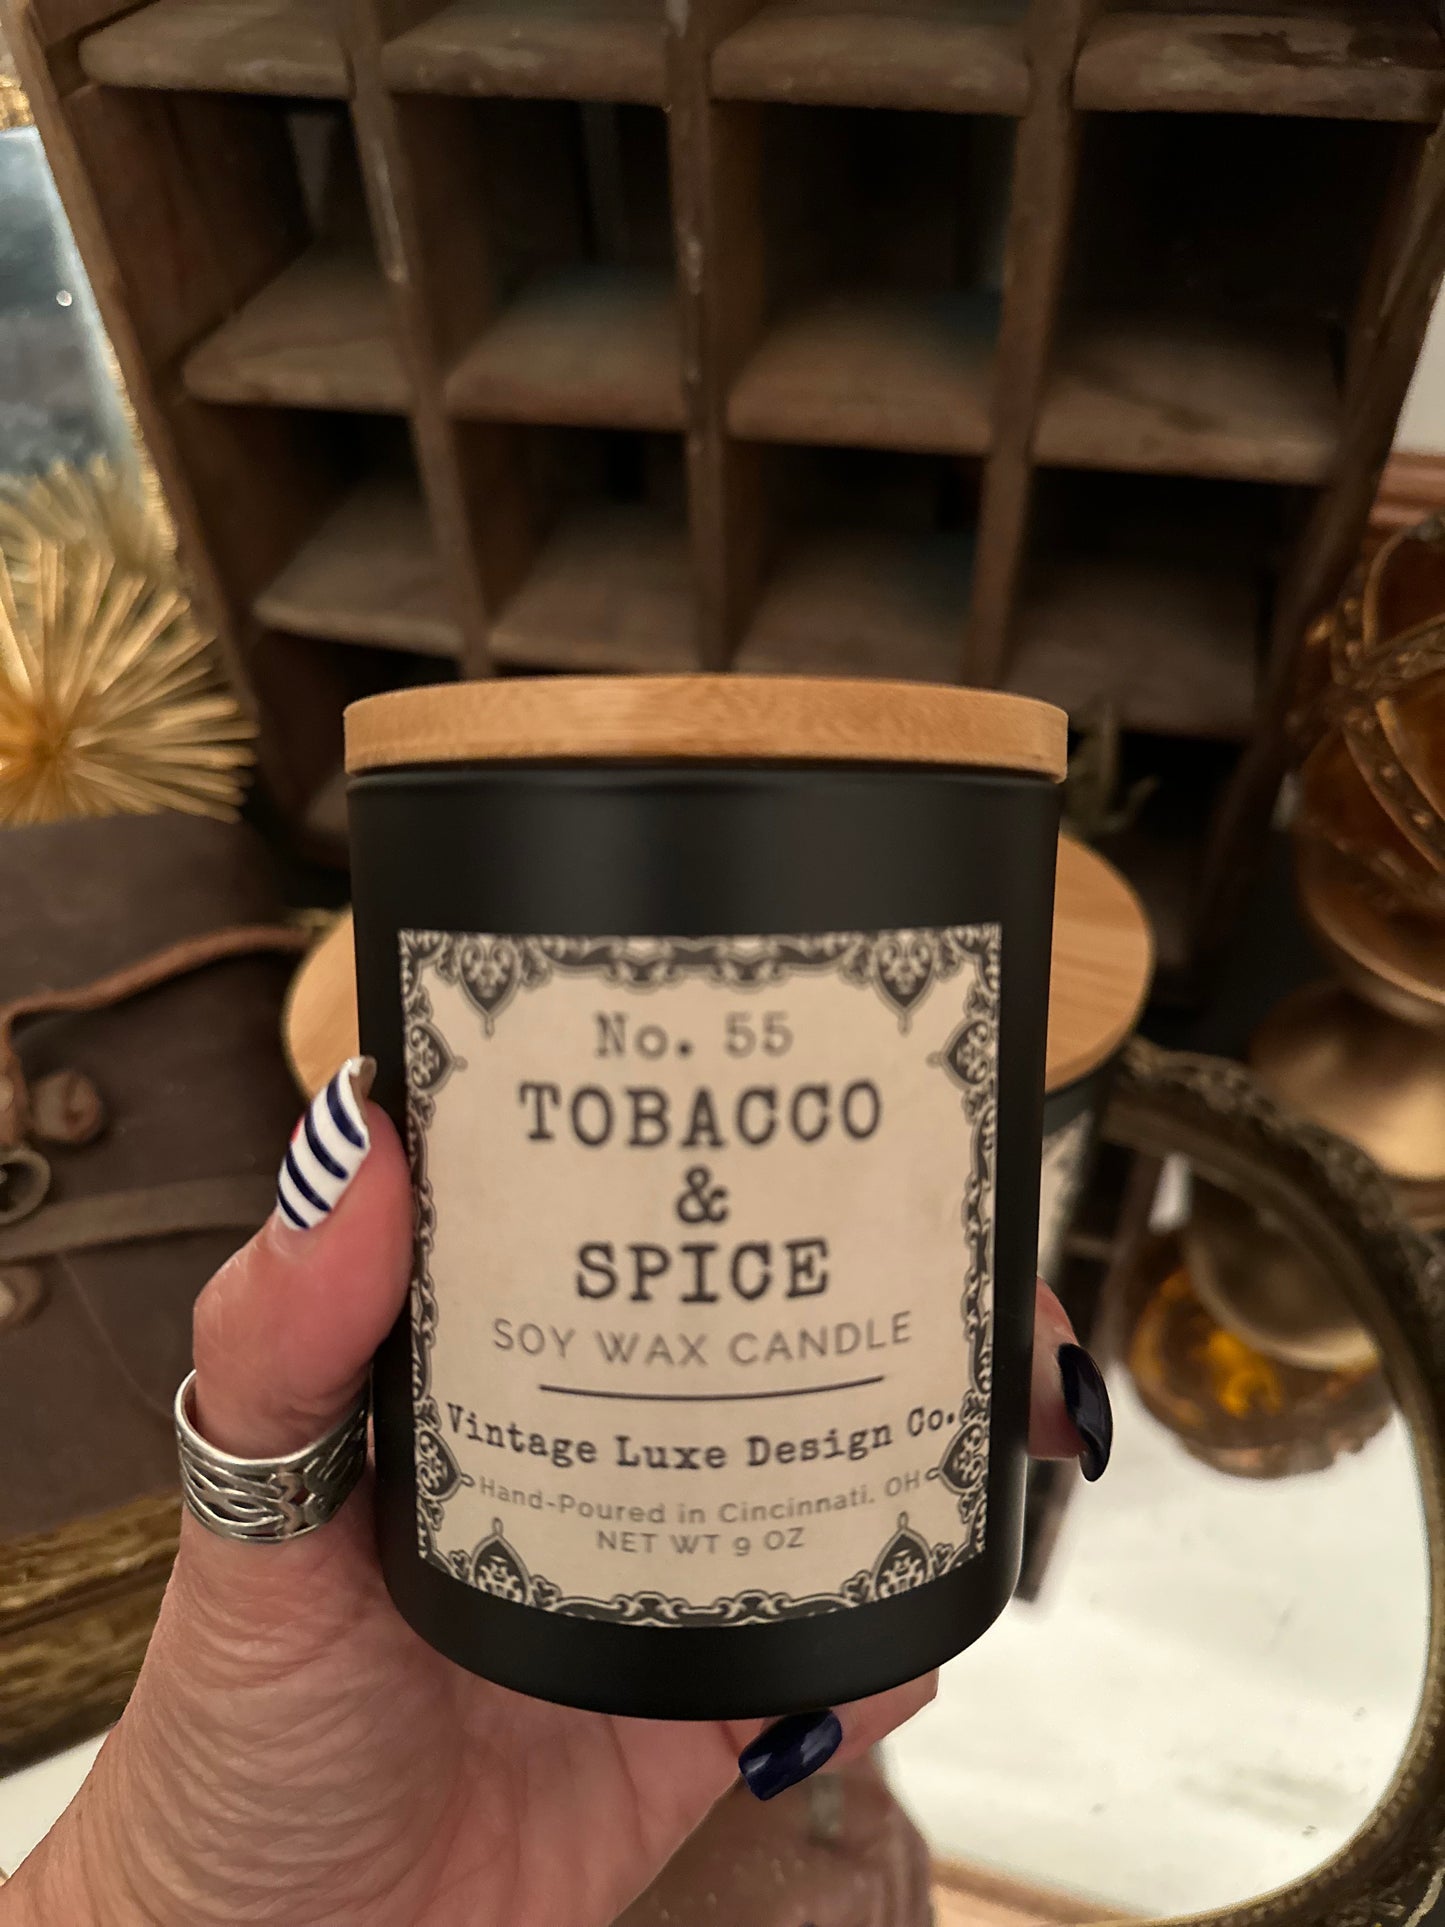 No. 55
TOBACCO
&
SPICE
SOY WAX CANDLE
Vintage Luxe Design Co.
Hand-Poured in Cincinnati, OH
NET WT 9 OZ